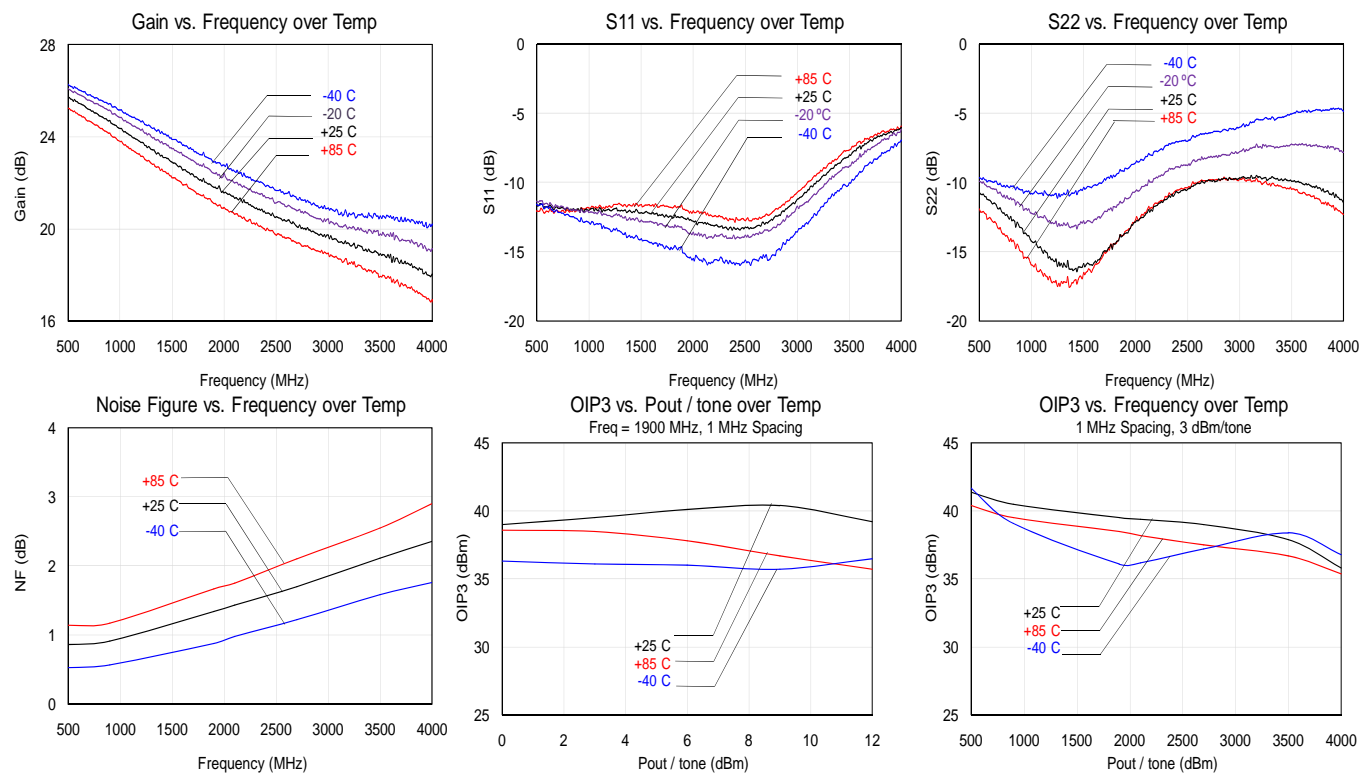 Gain vs. Frequency over Temp
28
24
20
16
Gain (dB)
-40 C
-20 C
+25 C
+85 C
500 1000 1500 2000 2500 3000 3500 4000
Frequency (MHz)
S11 vs. Frequency over Temp
0
-5
-10
-15
-20
S11 (dB)
+85 C
+25 C
-20 ºC
-40 C
500 1000 1500 2000 2500 3000 3500 4000
Frequency (MHz)
S22 vs. Frequency over Temp
0
-5
-10
-15
-20
S22 (dB)
-40 C
-20 ºC
+25 C
+85 C
500 1000 1500 2000 2500 3000 3500 4000
Frequency (MHz)
Noise Figure vs. Frequency over Temp
4
3
2
1
0
NF (dB)
+85 C
+25 C
-40 C
500 1000 1500 2000 2500 3000 3500 4000
Frequency (MHz)
OIP3 vs. Pout / tone over Temp
Freq = 1900 MHz, 1 MHz Spacing
45
40
35
30
25
OIP3 (dBm)
+25 C
+85 C
-40 C
0 2 4 6 8 10 12
Pout / tone (dBm)
OIP3 vs. Frequency over Temp
1 MHz Spacing, 3 dBm/tone
45
40
35
30
25
OIP3 (dBm)
+25 C
+85 C
-40 C
500 1000 1500 2000 2500 3000 3500 4000
Pout / tone (dBm)